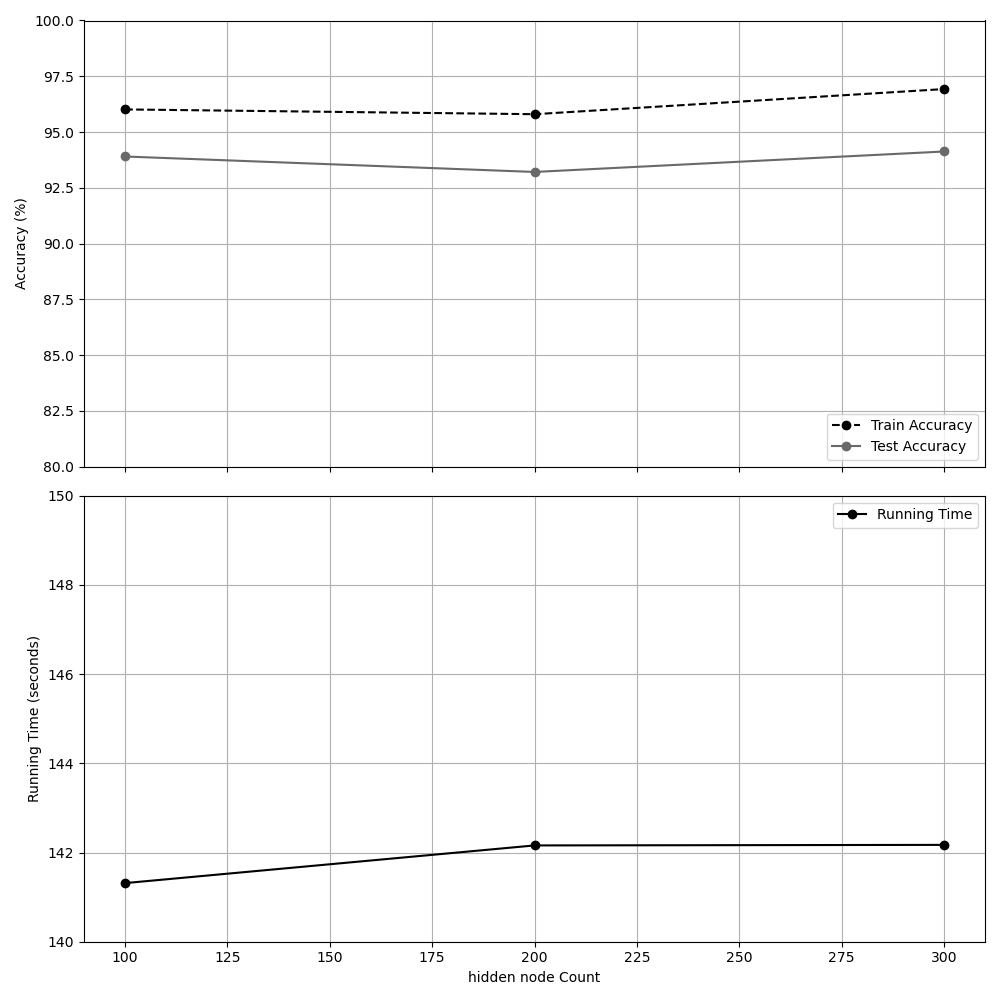 100.0
97.5
95.0
92.5
90.0
87.5
85.0
82.5
80.0
Accuracy (%)
Train Accuracy
Test Accuracy
150
148
146
144
142
140
Running Time (seconds)
Running Time
100 125 150 175 200 225 250 275 300
hidden node Count